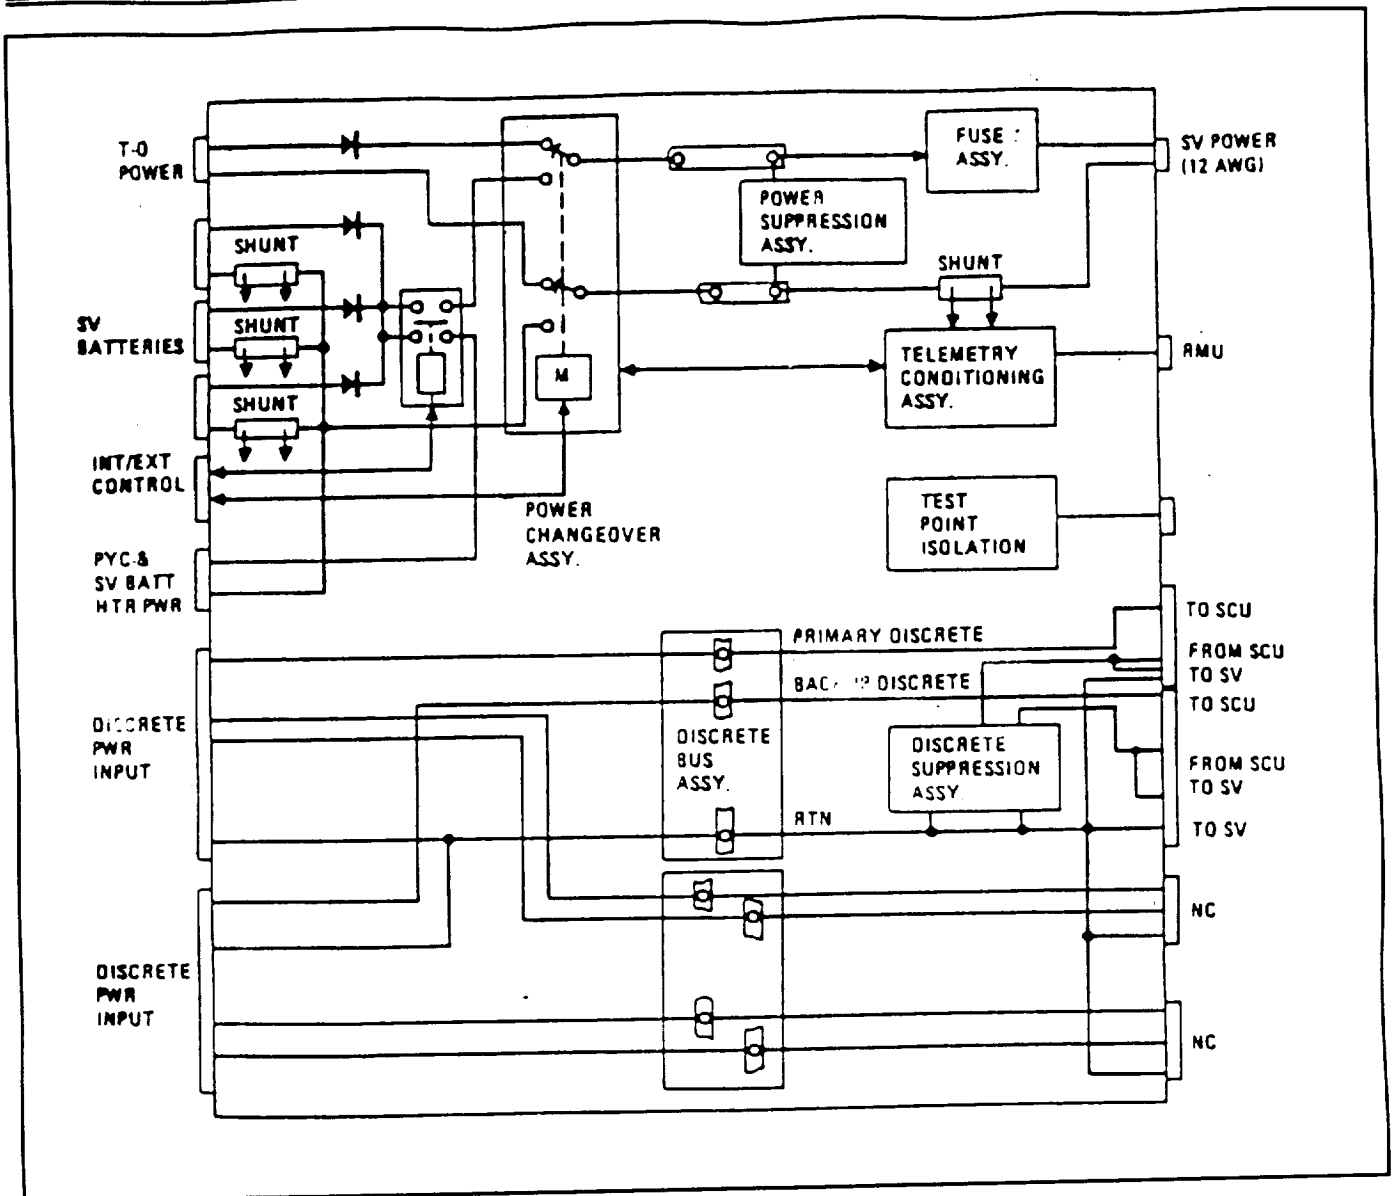 T-0
POWER
SHUNT
SV
BATTERIES
SHUNT
SHUNT
INT/EXT
CONTROL
PYC &
SV BATT
HTR PWR
M
POWER
CHANGEOVER
ASSY.
POWER
SUPPRESSION
ASSY.
FUSE
ASSY.
SV POWER
(12 AWG)
SHUNT
TELEMETRY
CONDITIONING
ASSY.
RMU
TEST
POINT
ISOLATION
DISCRETE
PWR
INPUT
DISCRETE
PWR
INPUT
PRIMARY DISCRETE
DISCRETE
DISCRETE
BUS
ASSY.
RTN
DISCRETE
SUPPRESSION
ASSY
TO SCU
FROM SCU
TO SV
TO SCU
FROM SCU
TO SV
TO SV
NC
NC